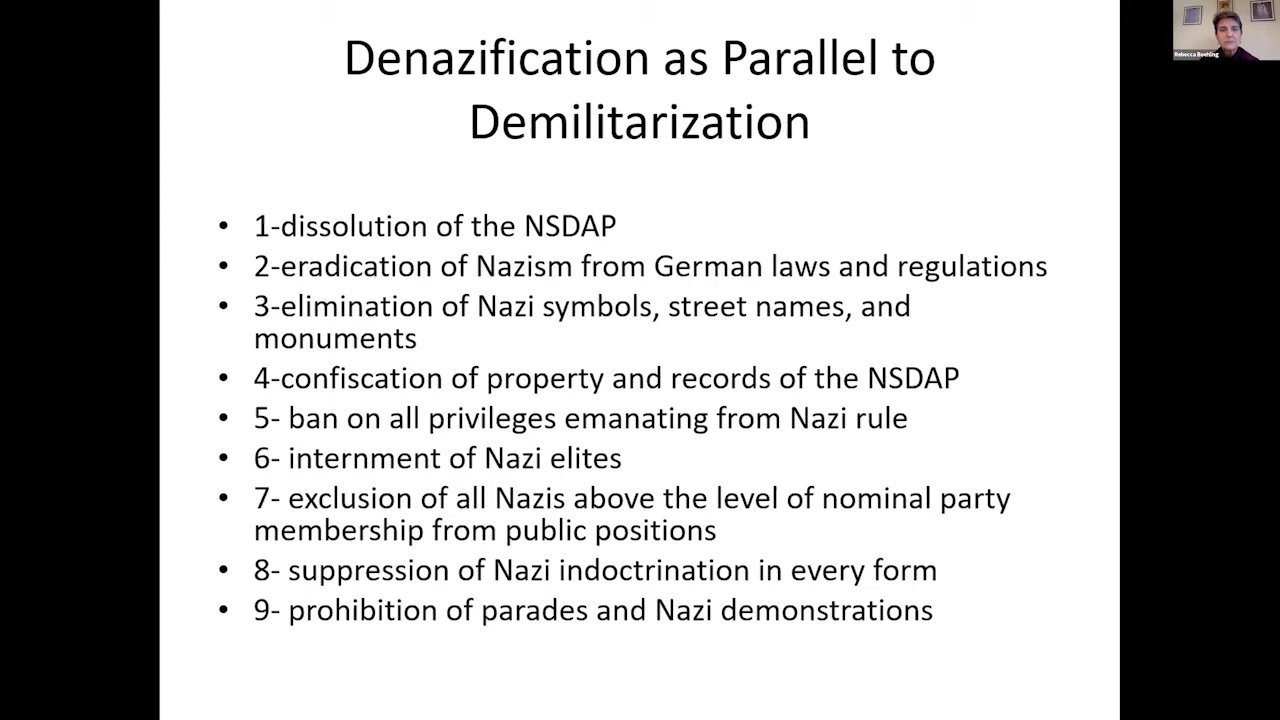 Denazification as Parallel to
Demilitarization
• 1-dissolution of the NSDAP
• 2-eradication of Nazism from German laws and regulations
• 3-elimination of Nazi symbols, street names, and
monuments
• 4-confiscation of property and records of the NSDAP
• 5- ban on all privileges emanating from Nazi rule
• 6- internment of Nazi elites
• 7- exclusion of all Nazis above the level of nominal party
membership from public positions
• 8- suppression of Nazi indoctrination in every form
• 9- prohibition of parades and Nazi demonstrations
Rebecca Boehling